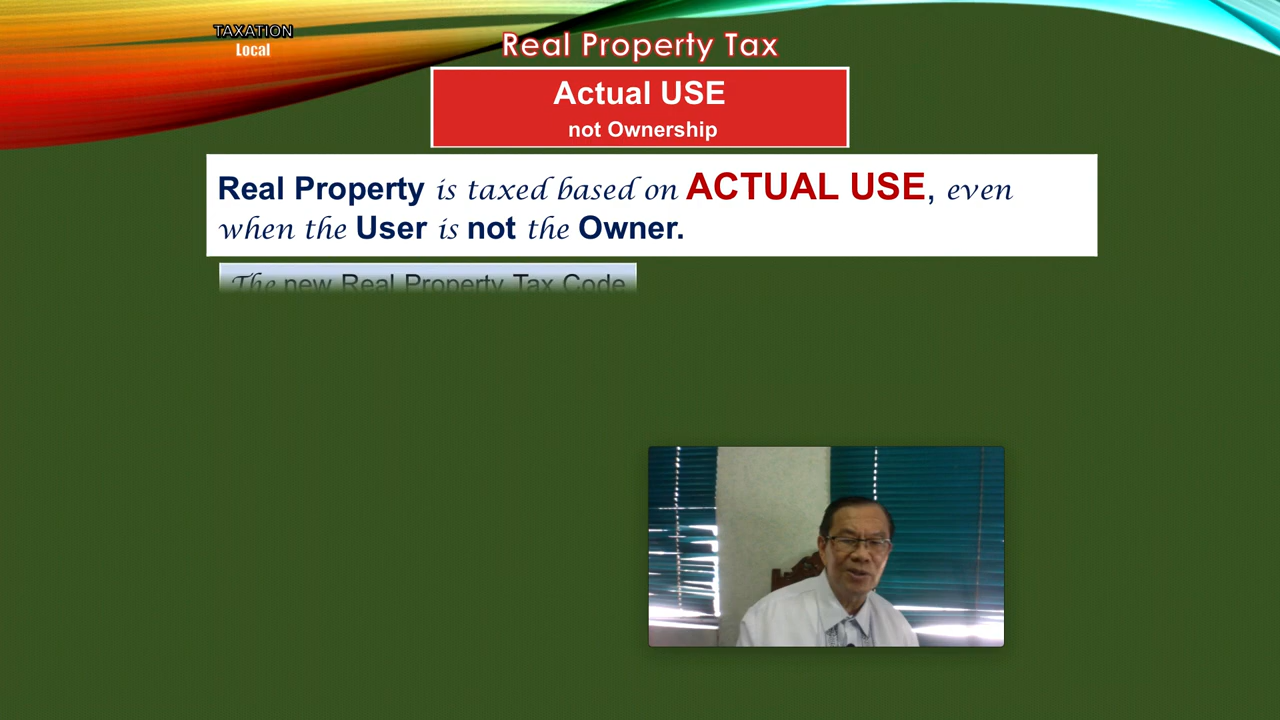 TAXATION
Local
Real Property Tax
Actual USE
not Ownership
Real Property is taxed based on ACTUAL USE, even
when the User is not the Owner.
The new Real Property Tax Code